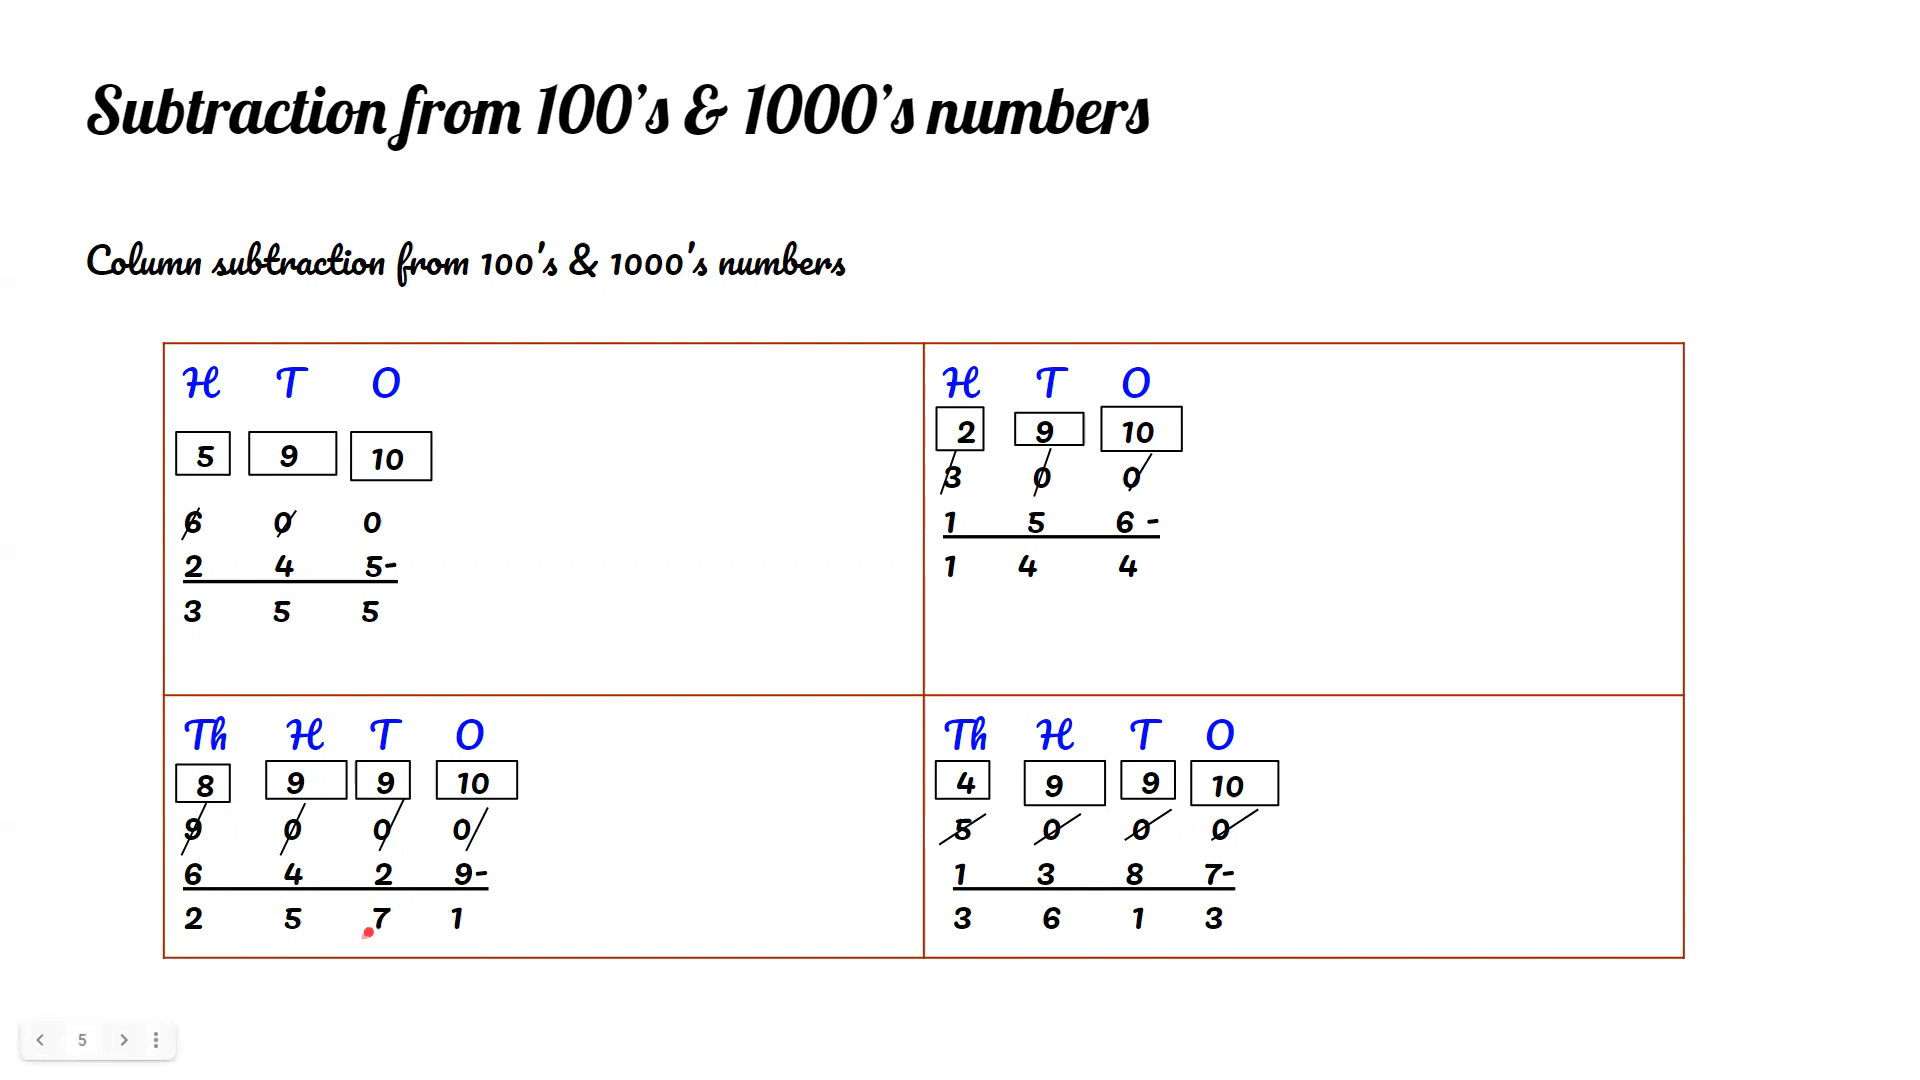 Subtraction from 100's & 1000's numbers
Column subtraction from 100's & 1000's numbers
H T O
5 9 10
6 0 0
2 4 5-
3 5 5
H T O
2 9 10
3 0 0
1 5 6 -
1 4 4
Th H T O
8 9 9 10
9 0 0 0
6 4 2 9-
2 5 7 1
Th H T O
4 9 9 10
5 0 0 0
1 3 8 7-
3 6 1 3
5